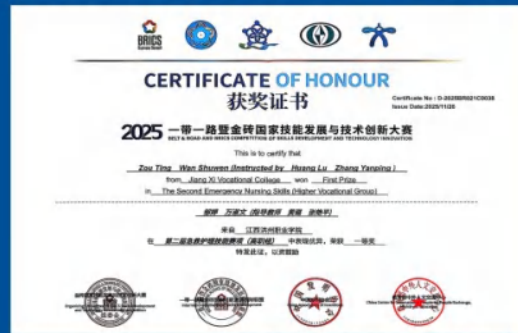 BRICS
CERTIFICATE OF HONOUR
获奖证书
Issue Date:2025/11/28
2025 一带一路暨金砖国家技能发展与技术创新大赛
BELT & ROAD AND BRICS COMPETITION OF SKILLS DEVELOPMENT AND TECHNOLOGY INNOVATION
This is to certify that
Zou Ting Wan Shuwen (Instructed by Huang Lu Zhang Yanping )
from Jiang Xi Vocational College won First Prize
in The Second Emergency Nursing Skills (Higher Vocational Group)
邹婷 万淑文 (指导教师 黄 张艳平)
来自 江西洪州职业学院
在 第二届急救护理技能赛项 (高职组) 中表现优异，荣获 一等奖
特发此证，以资鼓励